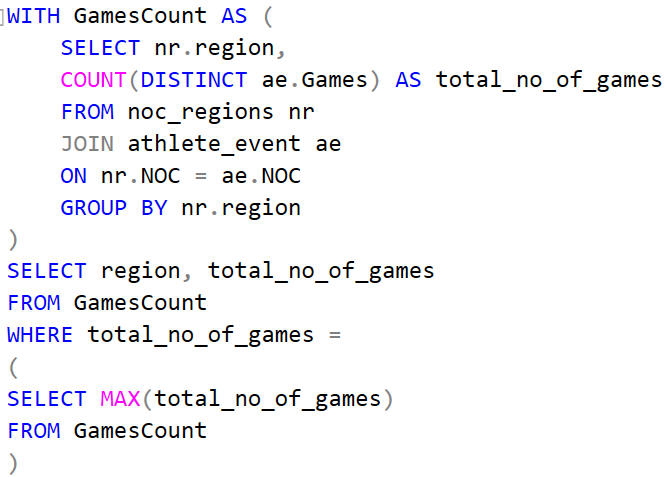 WITH GamesCount AS (
    SELECT nr.region,
    COUNT(DISTINCT ae.Games) AS total_no_of_games
    FROM noc_regions nr
    JOIN athlete_event ae
    ON nr.NOC = ae.NOC
    GROUP BY nr.region
)
SELECT region, total_no_of_games
FROM GamesCount
WHERE total_no_of_games =
(
SELECT MAX(total_no_of_games)
FROM GamesCount
)